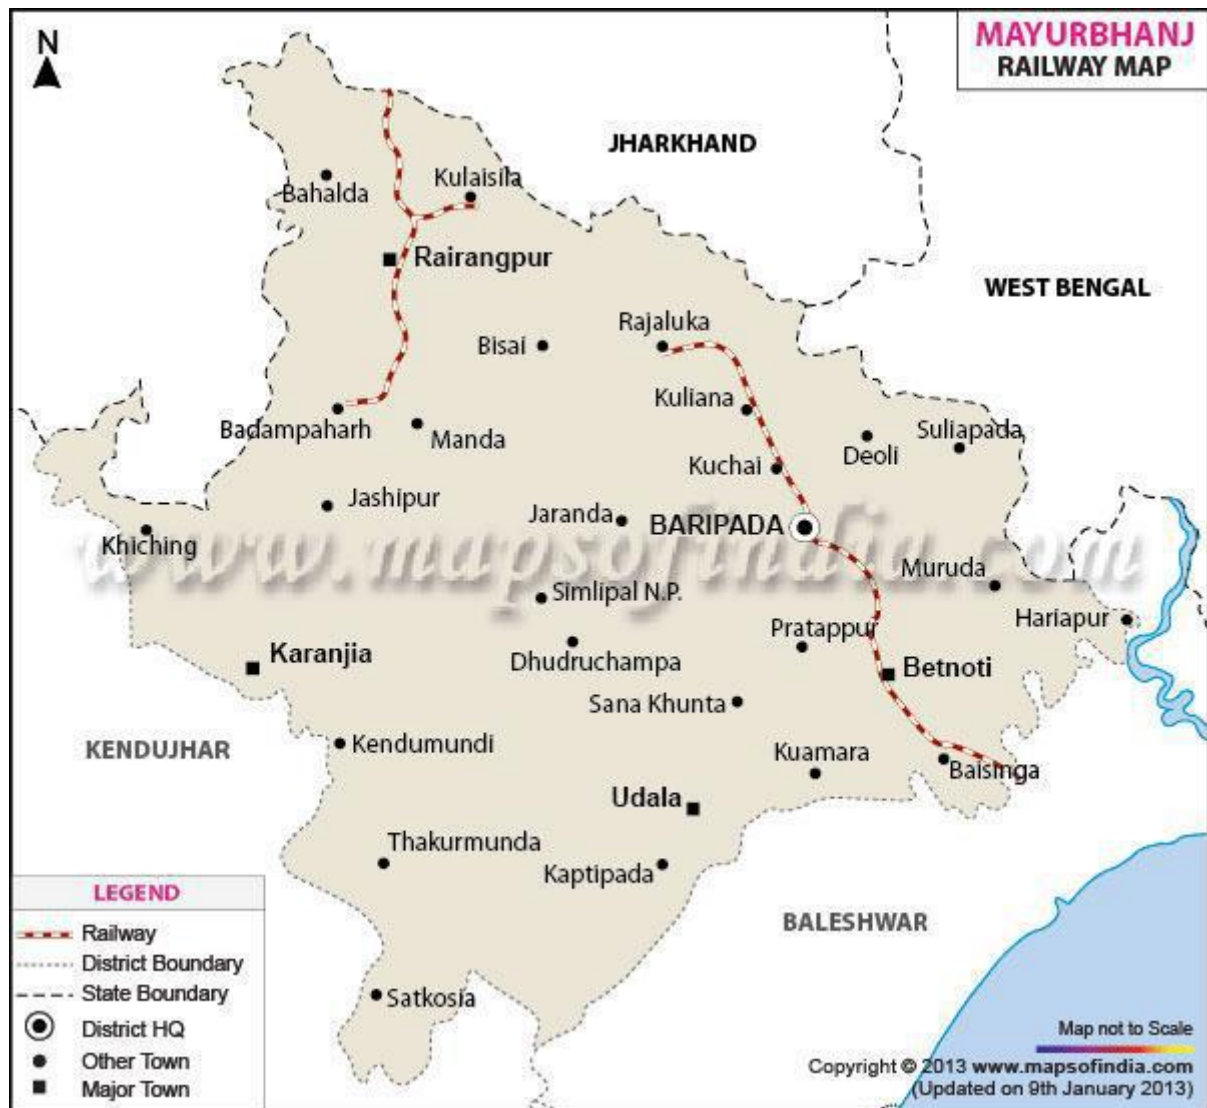 MAYURBHANJ
RAILWAY MAP
N
JHARKHAND
Bahalda
Kulaisila
Rairangpur
WEST BENGAL
Rajaluka
Bisai
Kuliana
Badampaharh
Manda
Suliapada
Deoli
Kuchai
Jashipur
Jaranda
BARIPADA
Khiching
www.mapsofindia.com
Muruda
Simlipal N.P.
Hariapur
Pratappur
Karanjia
Dhudruchampa
Betnoti
Sana Khunta
KENDUJHAR
Kendumundi
Kuamara
Baisinga
Udala
Thakurmunda
Kaptipada
LEGEND
BALESHWAR
Railway
District Boundary
State Boundary
Satkosia
District HQ
Other Town
Major Town
Map not to Scale
Copyright © 2013 www.mapsofindia.com
(Updated on 9th January 2013)